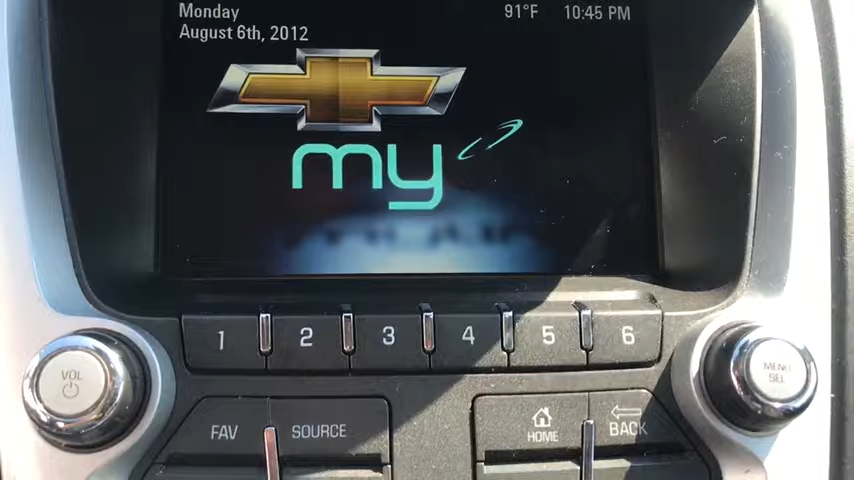 Monday
91°F
10:45 PM
August 6th, 2012
my
1
2
3
4
5
6
VOL
MENU
SEL
FAV
SOURCE
HOME
BACK